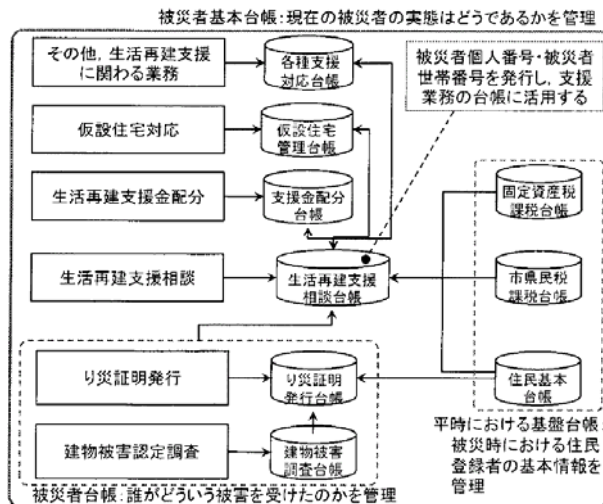 被災者基本台帳:現在の被災者の実態はどうであるかを管理
その他，生活再建支援
に関わる業務
各種支援
対応台帳
被災者個人番号・被災者
世帯番号を発行し，支援
業務の台帳に活用する
仮設住宅対応
仮設住宅
管理台帳
生活再建支援金配分
支援金配分
台帳
固定資産税
課税台帳
生活再建支援相談
生活再建支援
相談台帳
市県民税
課税台帳
り災証明発行
り災証明
発行台帳
住民基本
台帳
建物被害認定調査
建物被害
調査台帳
平時における基盤台帳:
被災時における住民
登録者の基本情報を
管理
被災者台帳:誰がどういう被害を受けたのかを管理